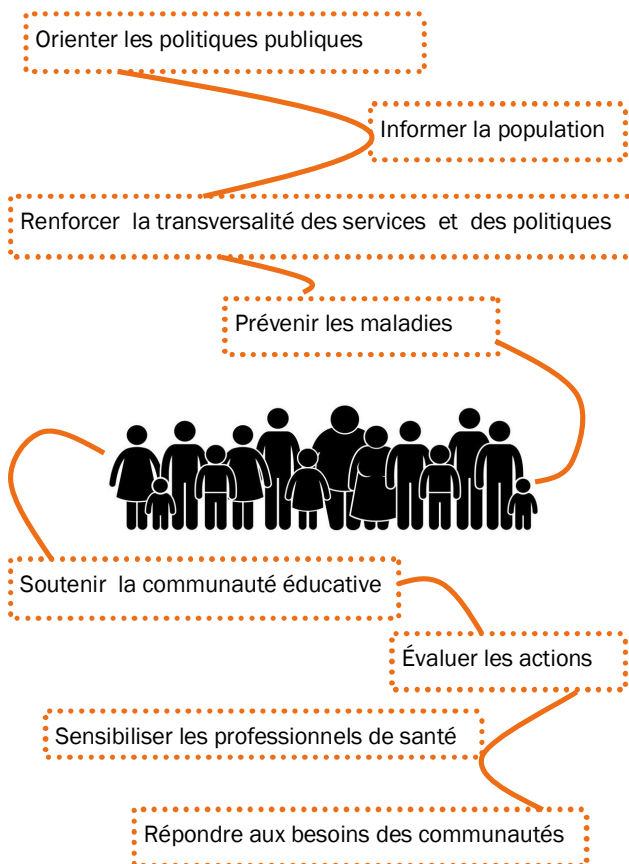 Orienter les politiques publiques
Informer la population
Renforcer la transversalité des services et des politiques
Prévenir les maladies
Soutenir la communauté éducative
Évaluer les actions
Sensibiliser les professionnels de santé
Répondre aux besoins des communautés